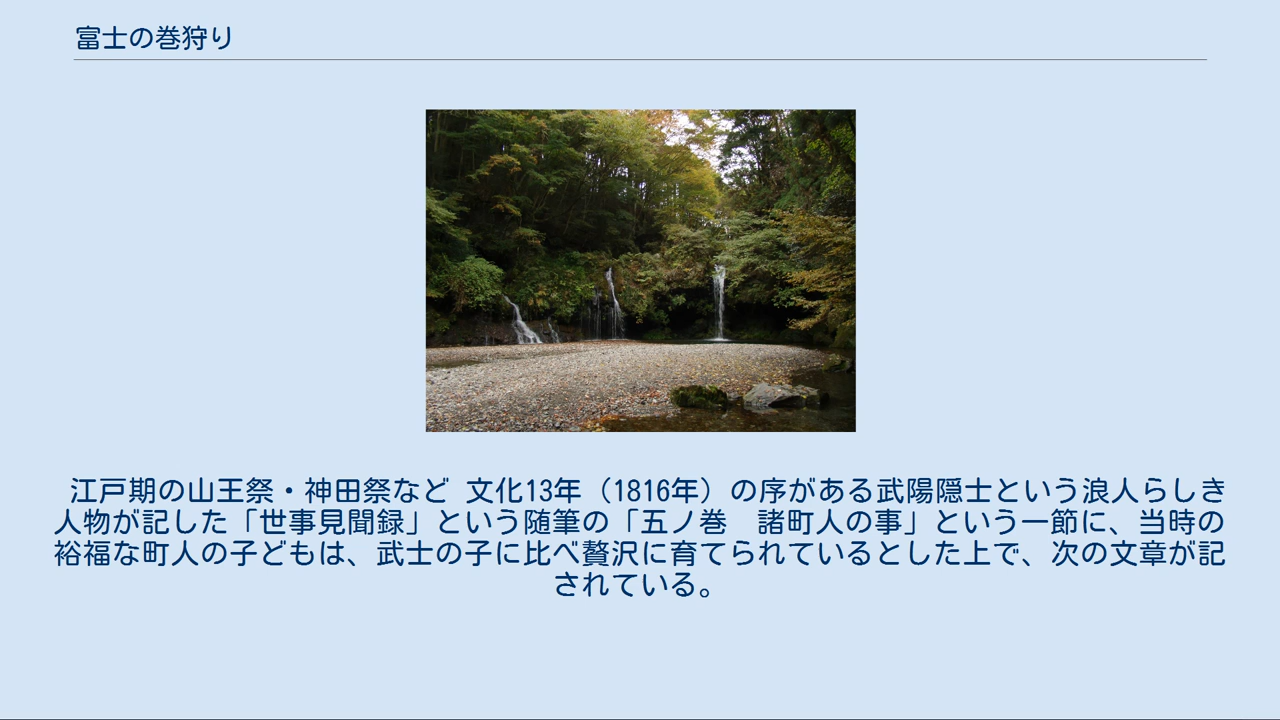 富士の巻狩り
江戸期の山王祭・神田祭など 文化13年（1816年）の序がある武陽隠士という浪人らしき
人物が記した「世事見聞録」という随筆の「五ノ巻　諸町人の事」という一節に、当時の
裕福な町人の子どもは、武士の子に比べ贅沢に育てられているとした上で、次の文章が記
されている。